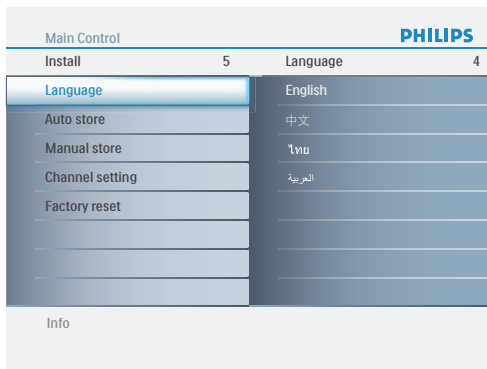 Main Control
PHILIPS
Install 5 Language 4
Language English
Auto store 中文
Manual store ไทย
Channel setting العربية
Factory reset
Info